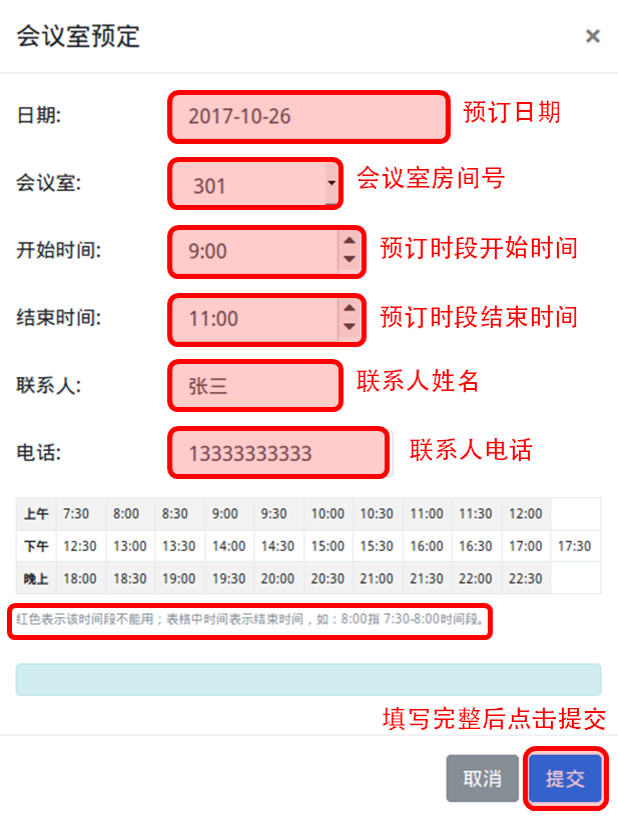 会议室预定 ×
日期: 2017-10-26 预订日期
会议室: 301 会议室房间号
开始时间: 9:00 预订时段开始时间
结束时间: 11:00 预订时段结束时间
联系人: 张三 联系人姓名
电话: 13333333333 联系人电话
上午 7:30 8:00 8:30 9:00 9:30 10:00 10:30 11:00 11:30 12:00
下午 12:30 13:00 13:30 14:00 14:30 15:00 15:30 16:00 16:30 17:00 17:30
晚上 18:00 18:30 19:00 19:30 20:00 20:30 21:00 21:30 22:00 22:30
红色表示该时间段不能用；表格中时间表示结束时间，如：8:00指 7:30-8:00时间段。
填写完整后点击提交
取消 提交